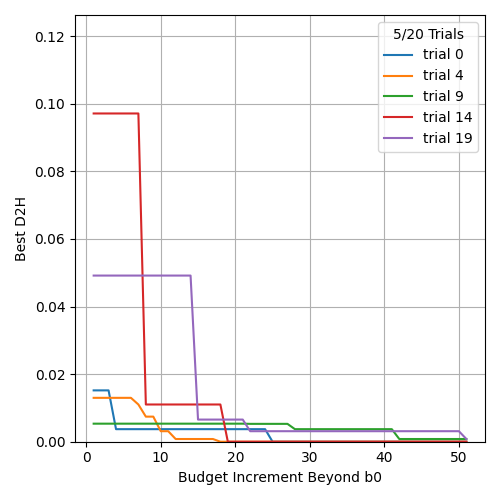 5/20 Trials
trial 0
trial 4
trial 9
trial 14
trial 19
Best D2H
0.12
0.10
0.08
0.06
0.04
0.02
0.00
0 10 20 30 40 50
Budget Increment Beyond b0